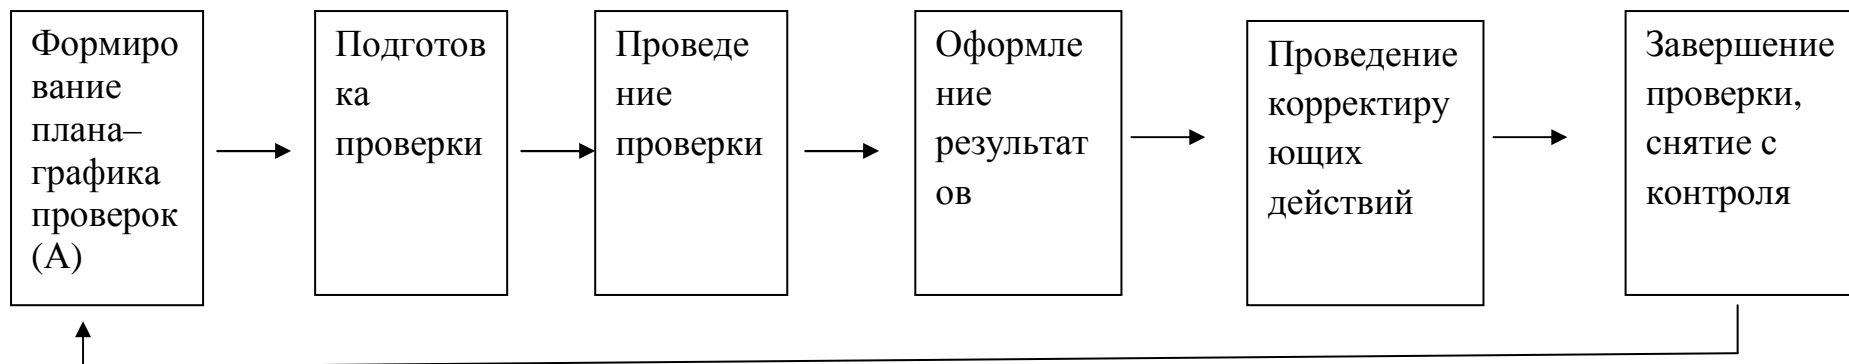 Формиро
вание
плана–
графика
проверок
(А)
Подготов
ка
проверки
Проведе
ние
проверки
Оформле
ние
результат
ов
Проведение
корректиру
ющих
действий
Завершение
проверки,
снятие с
контроля